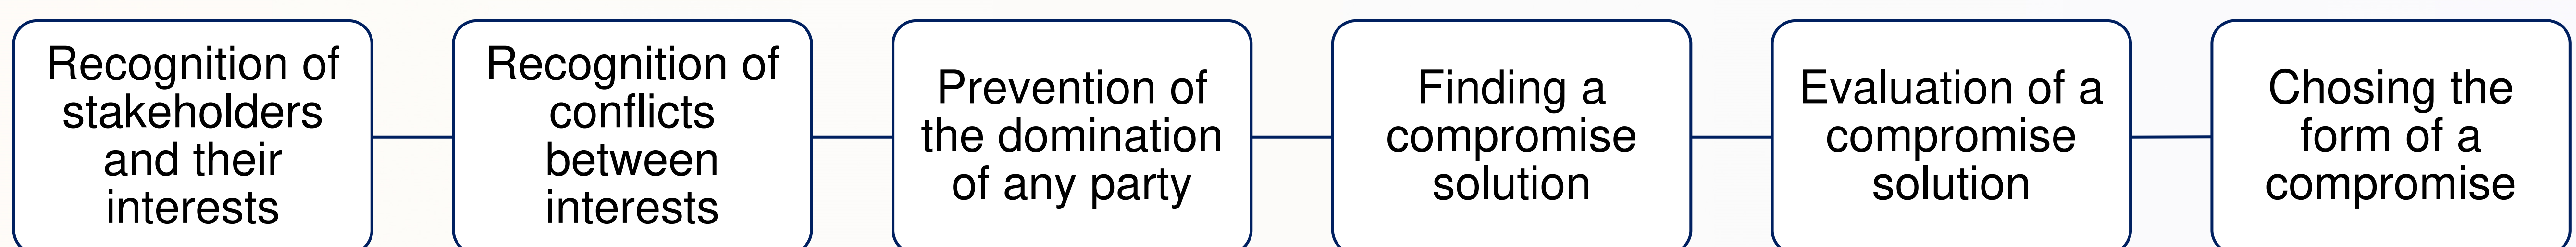 Recognition of
stakeholders
and their
interests
Recognition of
conflicts
between
interests
Prevention of
the domination
of any party
Finding a
compromise
solution
Evaluation of a
compromise
solution
Chosing the
form of a
compromise